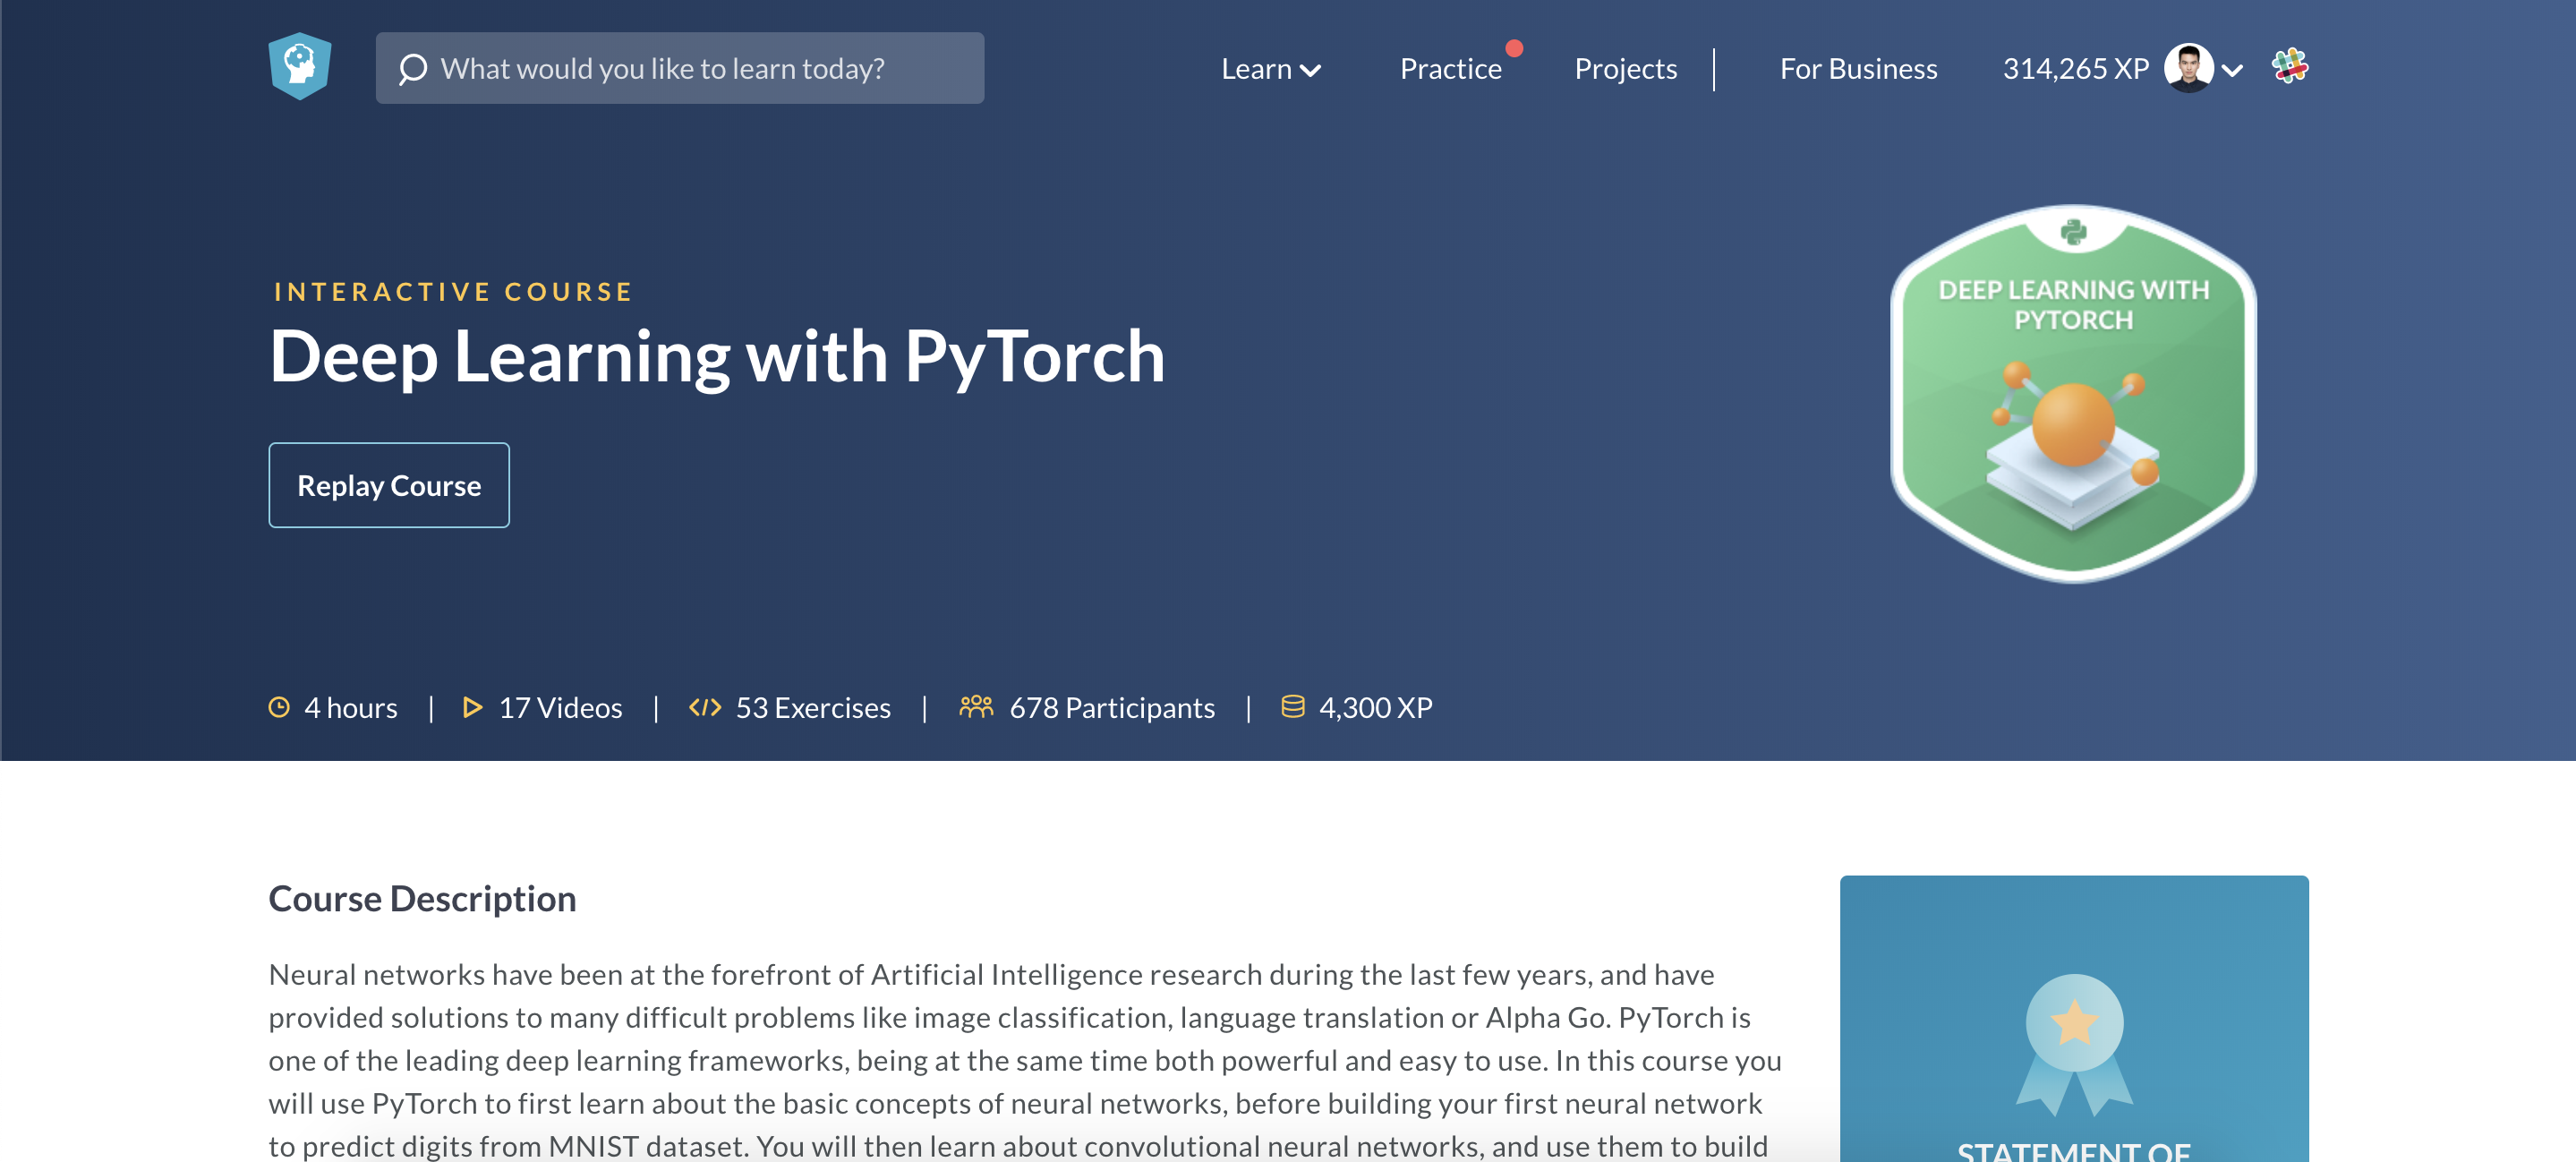 What would you like to learn today?
Learn
Practice
Projects
For Business
314,265 XP
INTERACTIVE COURSE
Deep Learning with PyTorch
Replay Course
DEEP LEARNING WITH
PYTORCH
4 hours | 17 Videos | </> 53 Exercises | 678 Participants | 4,300 XP
Course Description
Neural networks have been at the forefront of Artificial Intelligence research during the last few years, and have
provided solutions to many difficult problems like image classification, language translation or Alpha Go. PyTorch is
one of the leading deep learning frameworks, being at the same time both powerful and easy to use. In this course you
will use PyTorch to first learn about the basic concepts of neural networks, before building your first neural network
to predict digits from MNIST dataset. You will then learn about convolutional neural networks, and use them to build
STATEMENT OF